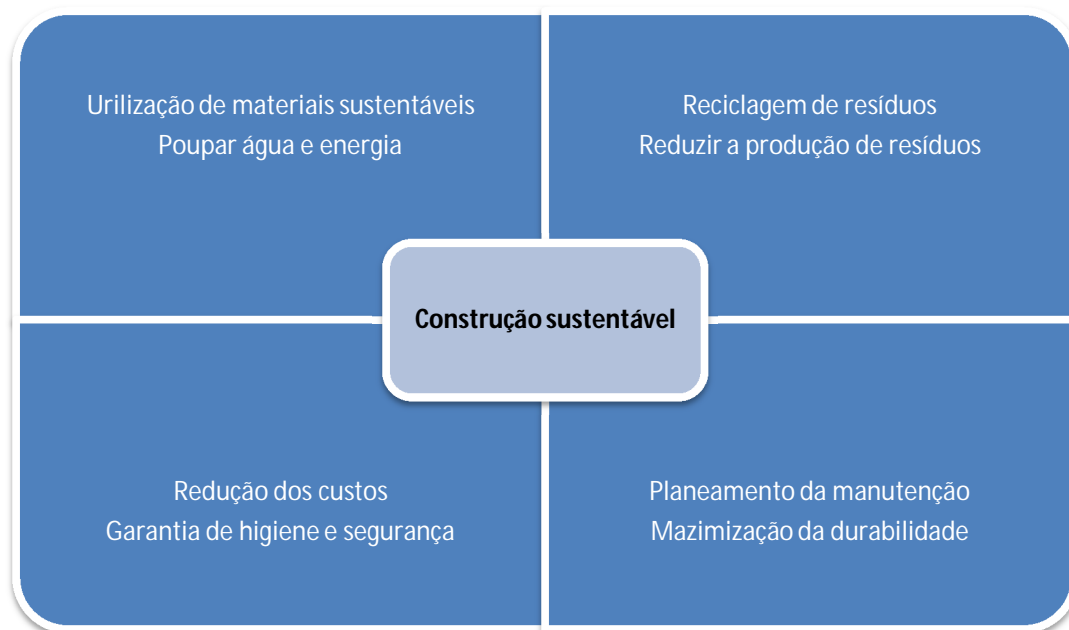 Urilização de materiais sustentáveis
Poupar água e energia
Reciclagem de resíduos
Reduzir a produção de resíduos
Construção sustentável
Redução dos custos
Garantia de higiene e segurança
Planeamento da manutenção
Mazimização da durabilidade